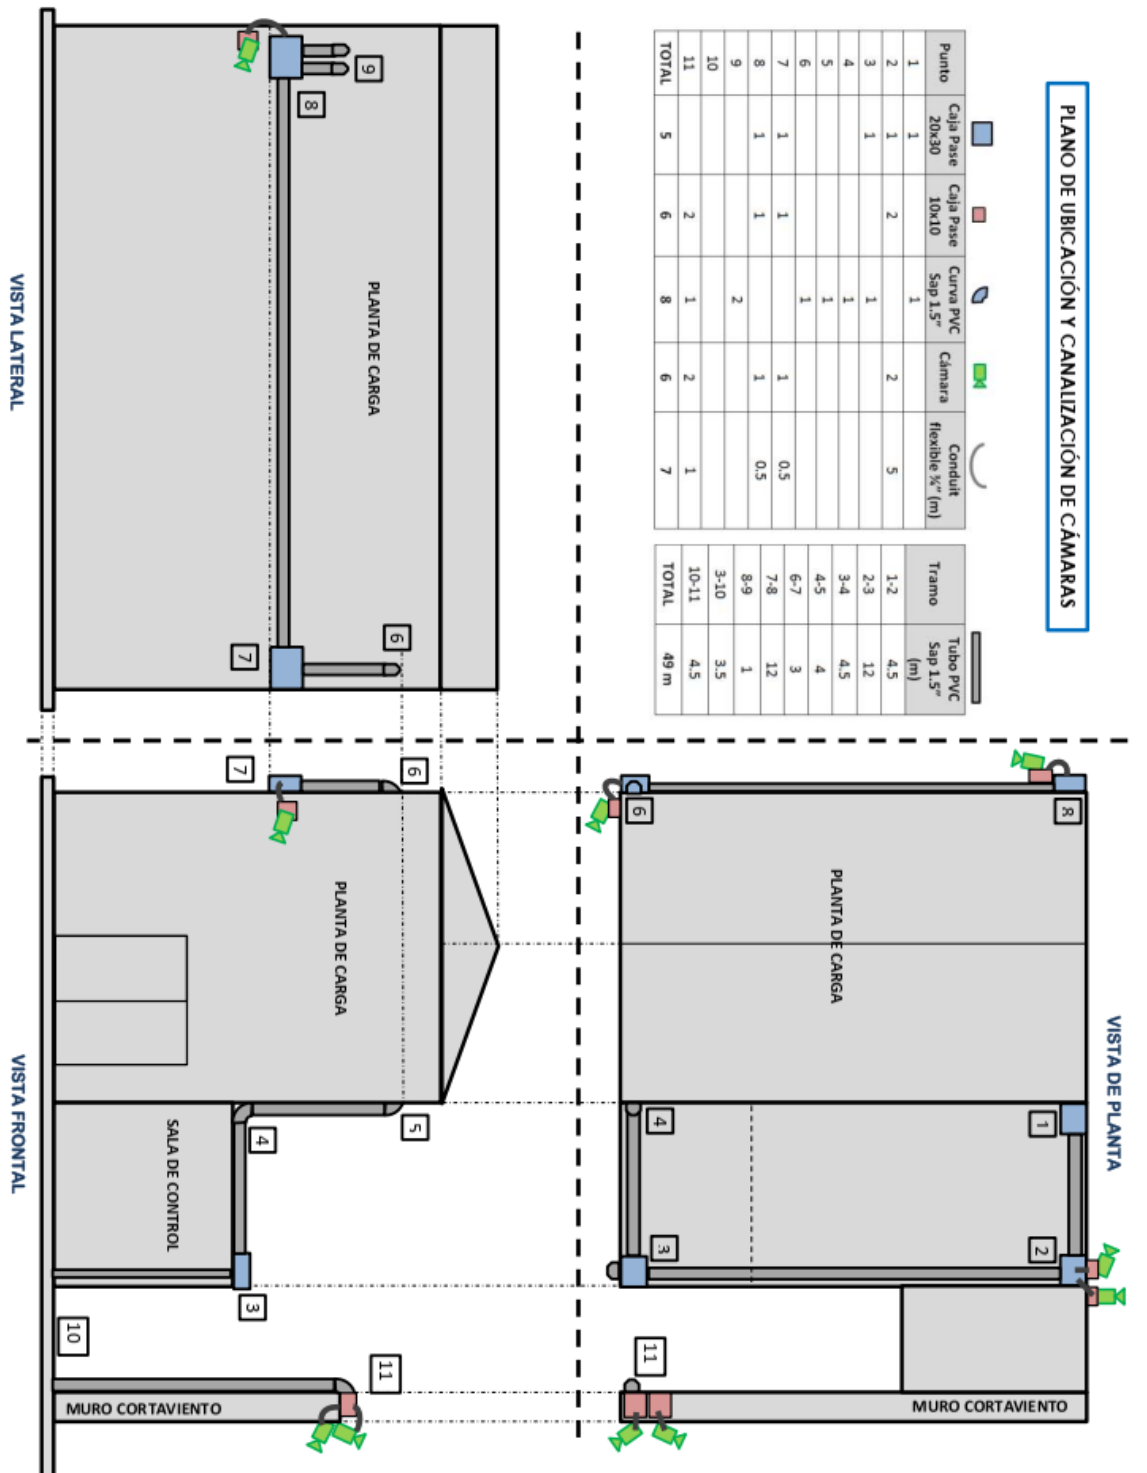 PLANO DE UBICACIÓN Y CANALIZACIÓN DE CÁMARAS
Punto Caja Pase 20x30 Caja Pase 10x10 Curva PVC Sap 1.5" Cámara Conduit flexible ¾" (m)
1 1 1
2 1 2 2 5
3 1 1
4 1
5 1
6 1
7 1 1 1 0.5
8 1 1 1 0.5
9 2
10
11 2 1 2 1
TOTAL 5 6 8 6 7
Tramo Tubo PVC Sap 1.5" (m)
1-2 4.5
2-3 12
3-4 4.5
4-5 4
6-7 3
7-8 12
8-9 1
3-10 3.5
10-11 4.5
TOTAL 49 m
VISTA DE PLANTA
8
1
2
MURO CORTAVIENTO
PLANTA DE CARGA
6
4
3
11
9
8
6
7
PLANTA DE CARGA
VISTA LATERAL
6
5
11
PLANTA DE CARGA
7
4
3
SALA DE CONTROL
10
MURO CORTAVIENTO
VISTA FRONTAL